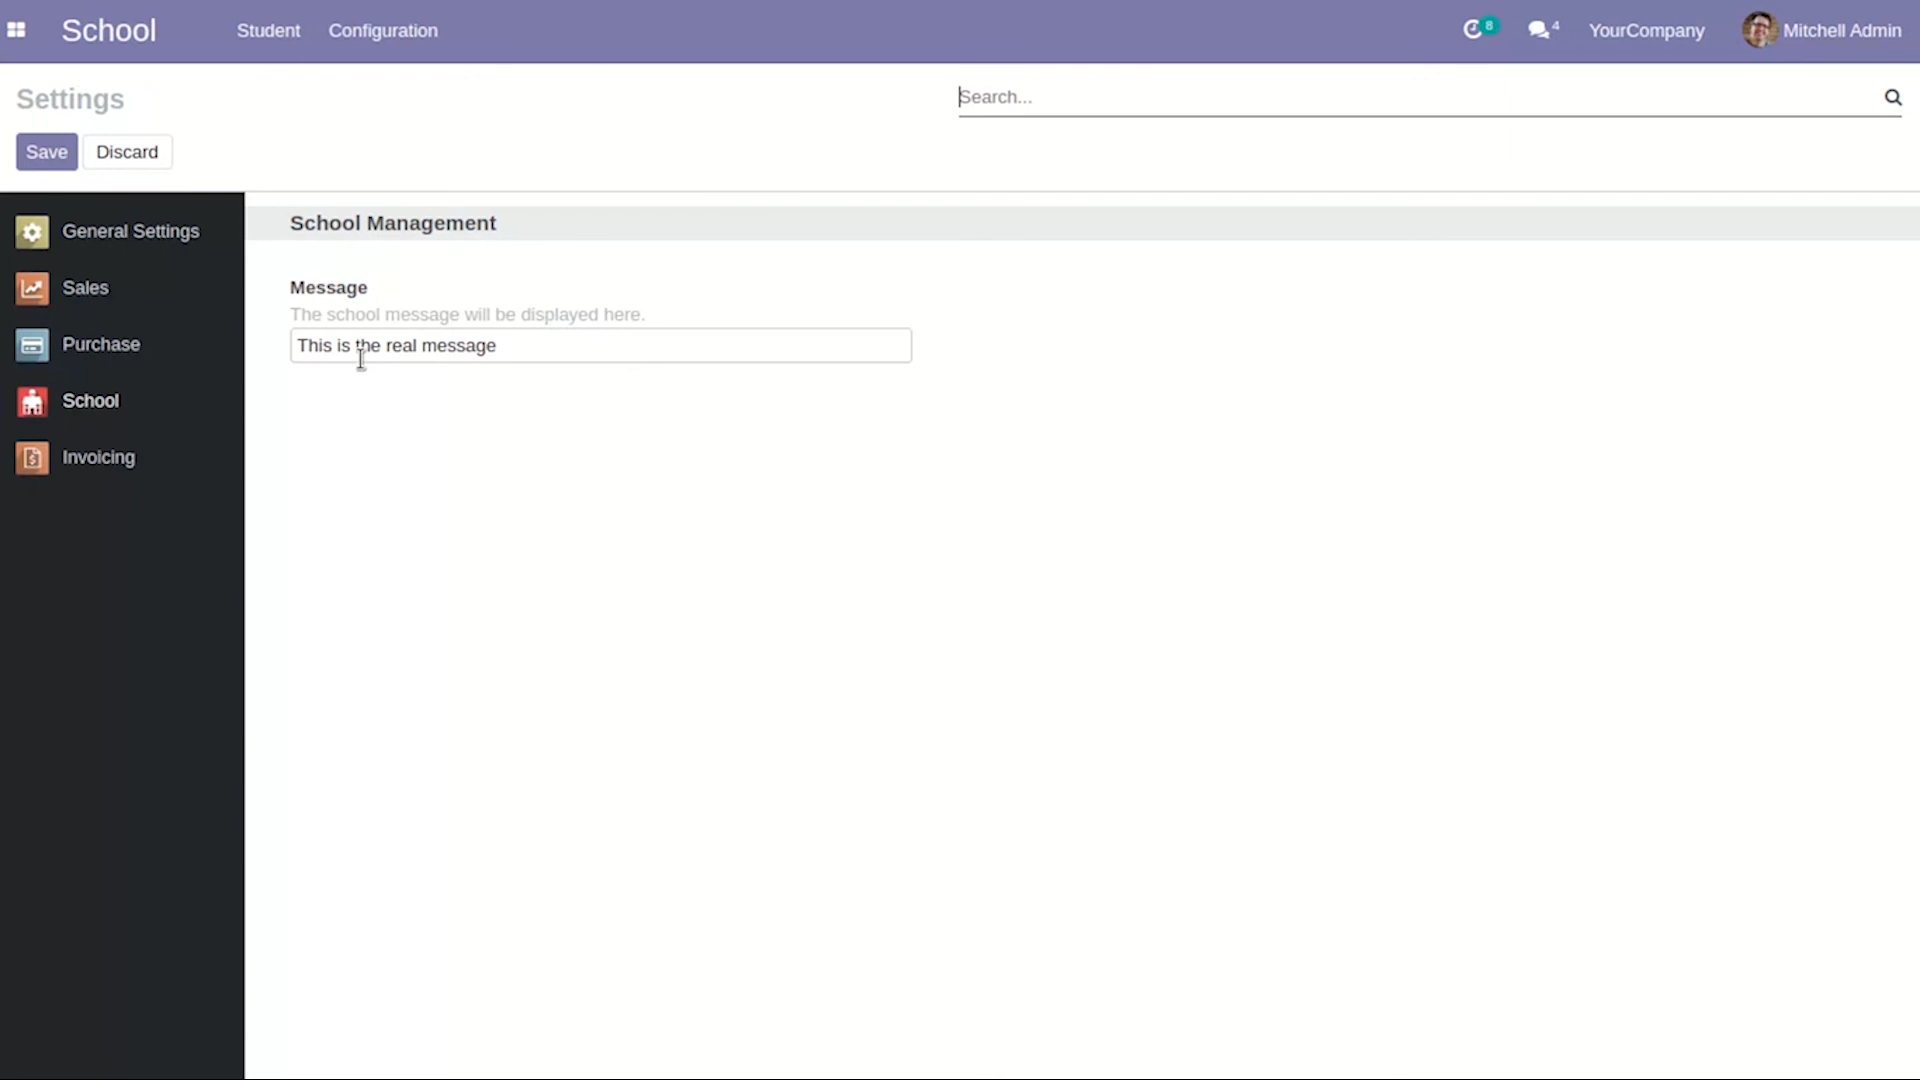 School Student Configuration 8 4 YourCompany Mitchell Admin
Settings Search...
Save Discard
General Settings
Sales
Purchase
School
Invoicing
School Management
Message
The school message will be displayed here.
This is the real message